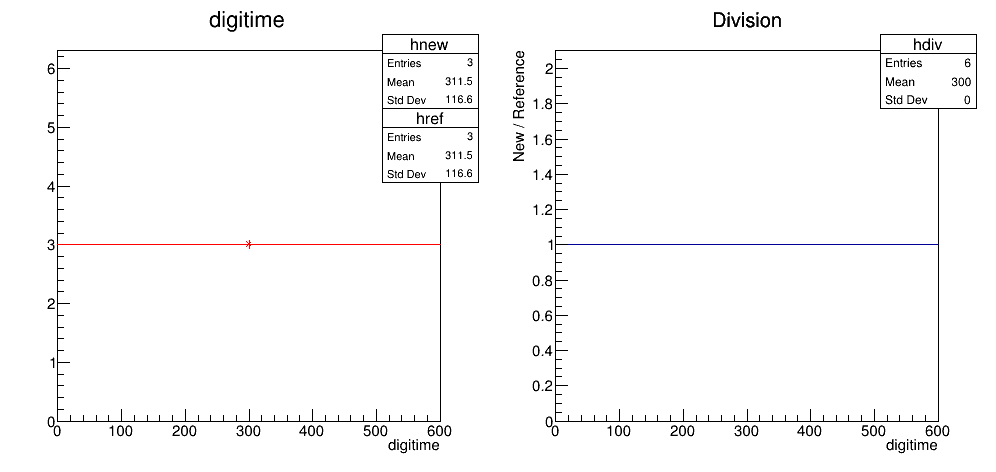 digitime
hnew
Entries 3
Mean 311.5
Std Dev 116.6
href
Entries 3
Mean 311.5
Std Dev 116.6
6
5
4
3
2
1
0
0 100 200 300 400 500 600
digitime
Division
hdiv
Entries 6
Mean 300
Std Dev 0
New / Reference
2
1.8
1.6
1.4
1.2
1
0.8
0.6
0.4
0.2
0
0 100 200 300 400 500 600
digitime